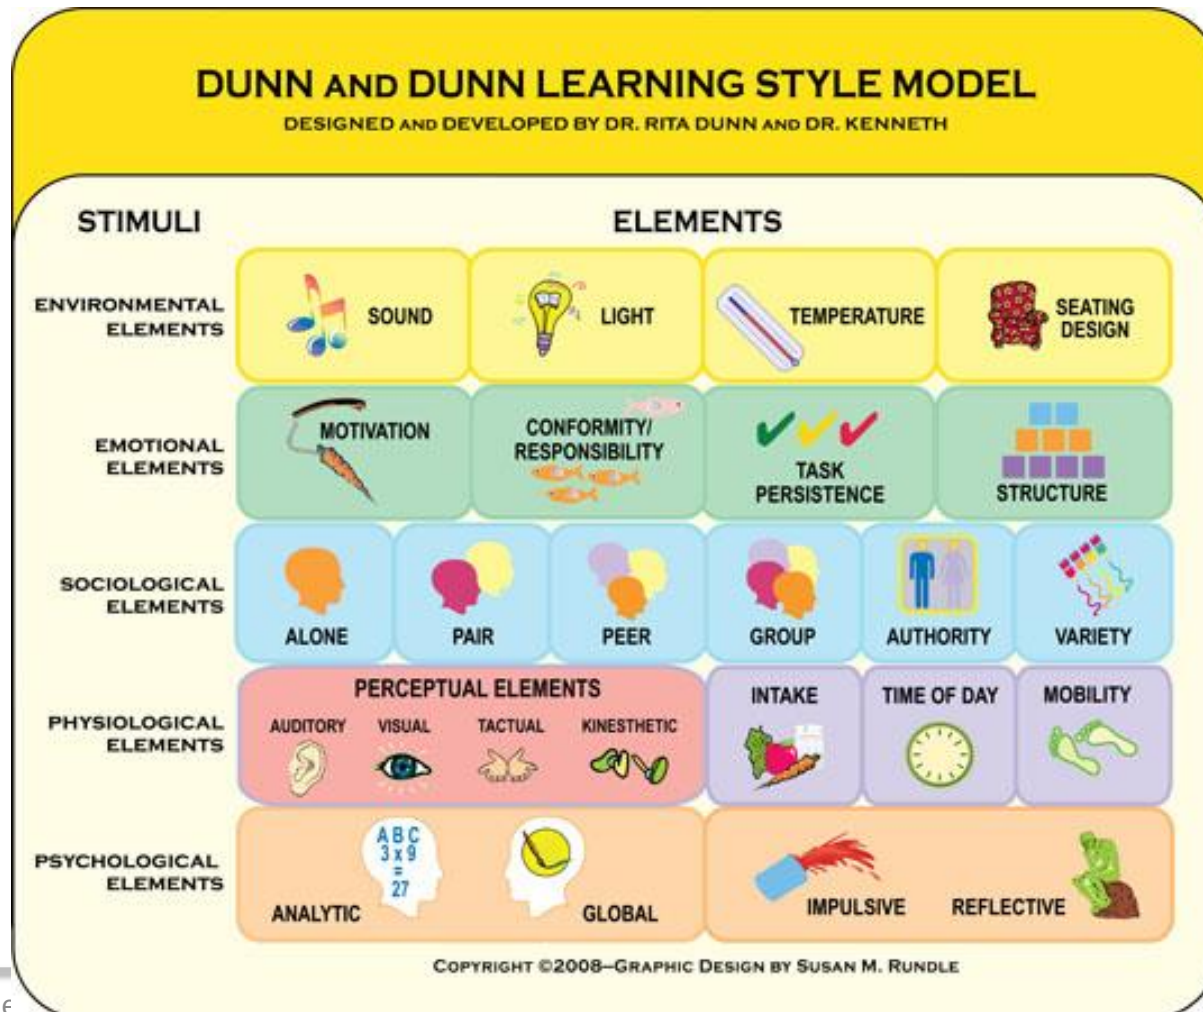 DUNN AND DUNN LEARNING STYLE MODEL
DESIGNED AND DEVELOPED BY DR. RITA DUNN AND DR. KENNETH
STIMULI
ELEMENTS
ENVIRONMENTAL
ELEMENTS
SOUND
LIGHT
TEMPERATURE
SEATING
DESIGN
EMOTIONAL
ELEMENTS
MOTIVATION
CONFORMITY/
RESPONSIBILITY
TASK
PERSISTENCE
STRUCTURE
SOCIOLOGICAL
ELEMENTS
ALONE
PAIR
PEER
GROUP
AUTHORITY
VARIETY
PHYSIOLOGICAL
ELEMENTS
PERCEPTUAL ELEMENTS
AUDITORY
VISUAL
TACTUAL
KINESTHETIC
INTAKE
TIME OF DAY
MOBILITY
PSYCHOLOGICAL
ELEMENTS
A B C
3 x 9
=
27
ANALYTIC
GLOBAL
IMPULSIVE
REFLECTIVE
COPYRIGHT ©2008–GRAPHIC DESIGN BY SUSAN M. RUNDLE